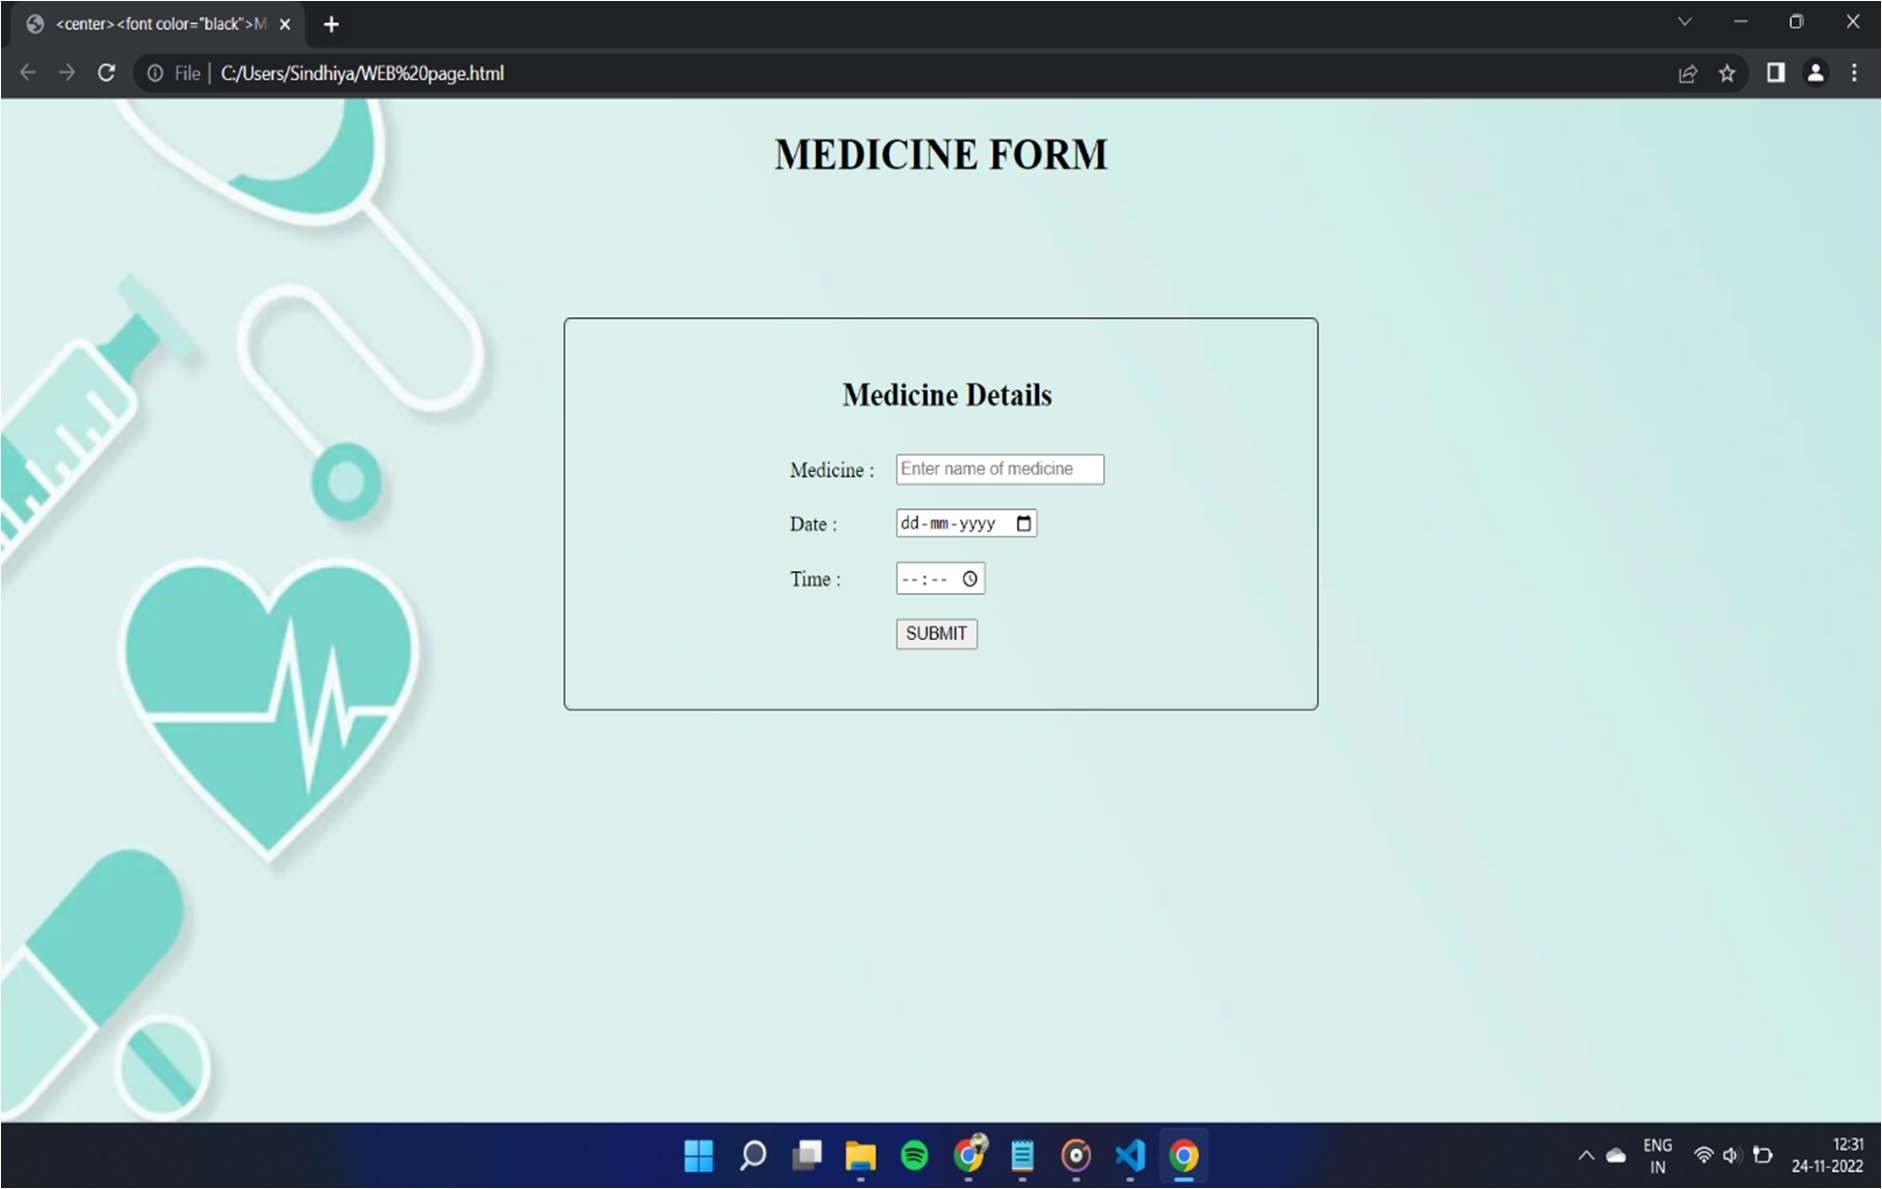 <center><font color="black">M
File | C:/Users/Sindhiya/WEB%20page.html
MEDICINE FORM
Medicine Details
Medicine : Enter name of medicine
Date : dd-mm-yyyy
Time : --:--
SUBMIT
ENG
IN
12:31
24-11-2022